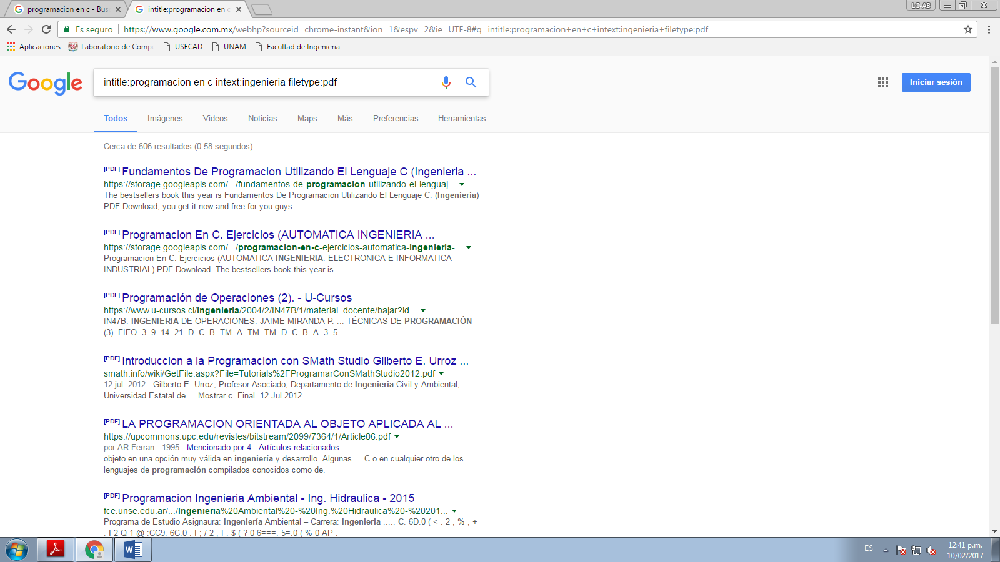 programacion en c - Bus
intitle:programacion en c
LC-AB
Es seguro
https://www.google.com.mx/webhp?sourceid=chrome-instant&ion=1&espv=2&ie=UTF-8#q=intitle:programacion+en+c+intext:ingenieria+filetype:pdf
Aplicaciones Laboratorio de Comp USECAD UNAM Facultad de Ingenieria
Google
intitle:programacion en c intext:ingenieria filetype:pdf
Iniciar sesión
Todos Imágenes Videos Noticias Maps Más Preferencias Herramientas
Cerca de 606 resultados (0.58 segundos)
[PDF] Fundamentos De Programacion Utilizando El Lenguaje C (Ingenieria ...
https://storage.googleapis.com/.../fundamentos-de-programacion-utilizando-el-lenguaj...
The bestsellers book this year is Fundamentos De Programacion Utilizando El Lenguaje C. (Ingenieria)
PDF Download, you get it now and free for you guys.
[PDF] Programacion En C. Ejercicios (AUTOMATICA INGENIERIA ...
https://storage.googleapis.com/.../programacion-en-c-ejercicios-automatica-ingenieria-...
Programacion En C. Ejercicios (AUTOMATICA INGENIERIA. ELECTRONICA E INFORMATICA
INDUSTRIAL) PDF Download. The bestsellers book this year is ...
[PDF] Programación de Operaciones (2). - U-Cursos
https://www.u-cursos.cl/ingenieria/2004/2/IN47B/1/material_docente/bajar?id...
IN47B: INGENIERIA DE OPERACIONES. JAIME MIRANDA P. ... TÉCNICAS DE PROGRAMACIÓN
(3). FIFO. 3. 9. 14. 21. D. C. B. TM. A. TM. TM. D. C. B. A. 3. 5.
[PDF] Introduccion a la Programacion con SMath Studio Gilberto E. Urroz ...
smath.info/wiki/GetFile.aspx?File=Tutorials%2FProgramarConSMathStudio2012.pdf
12 jul. 2012 - Gilberto E. Urroz, Profesor Asociado, Departamento de Ingenieria Civil y Ambiental,.
Universidad Estatal de ... Mostrar c. Final. 12 Jul 2012 ...
[PDF] LA PROGRAMACION ORIENTADA AL OBJETO APLICADA AL ...
https://upcommons.upc.edu/revistes/bitstream/2099/7364/1/Article06.pdf
por AR Ferran - 1995 - Mencionado por 4 - Artículos relacionados
objeto en una opción muy válida en ingeniería y desarrollo. Algunas ... C o en cualquier otro de los
lenguajes de programación compilados conocidos como de.
[PDF] Programacion Ingenieria Ambiental - Ing. Hidraulica - 2015
fce.unse.edu.ar/.../Ingenieria%20Ambiental%20-%20Ing.%20Hidraulica%20-%20201...
Programa de Estudio Asignaura: Ingeniería Ambiental – Carrera: Ingenieria ..... C. 6D.0 ( < . 2 , % , +
. ! 2 Q 1 @ :CC9. 6C.0 . ! ; / 2 , I . $ ( ? 0 6===. 5=.0 ( % 0 AP .
ES
12:41 p.m.
10/02/2017